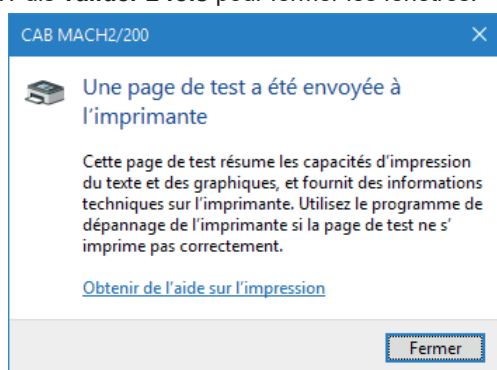 valider 2 fois pour fermer les fenêtres.
CAB MACH2/200
Une page de test a été envoyée à
l'imprimante
Cette page de test résume les capacités d'impression
du texte et des graphiques, et fournit des informations
techniques sur l'imprimante. Utilisez le programme de
dépannage de l'imprimante si la page de test ne s'
imprime pas correctement.
Obtenir de l'aide sur l'impression
Fermer